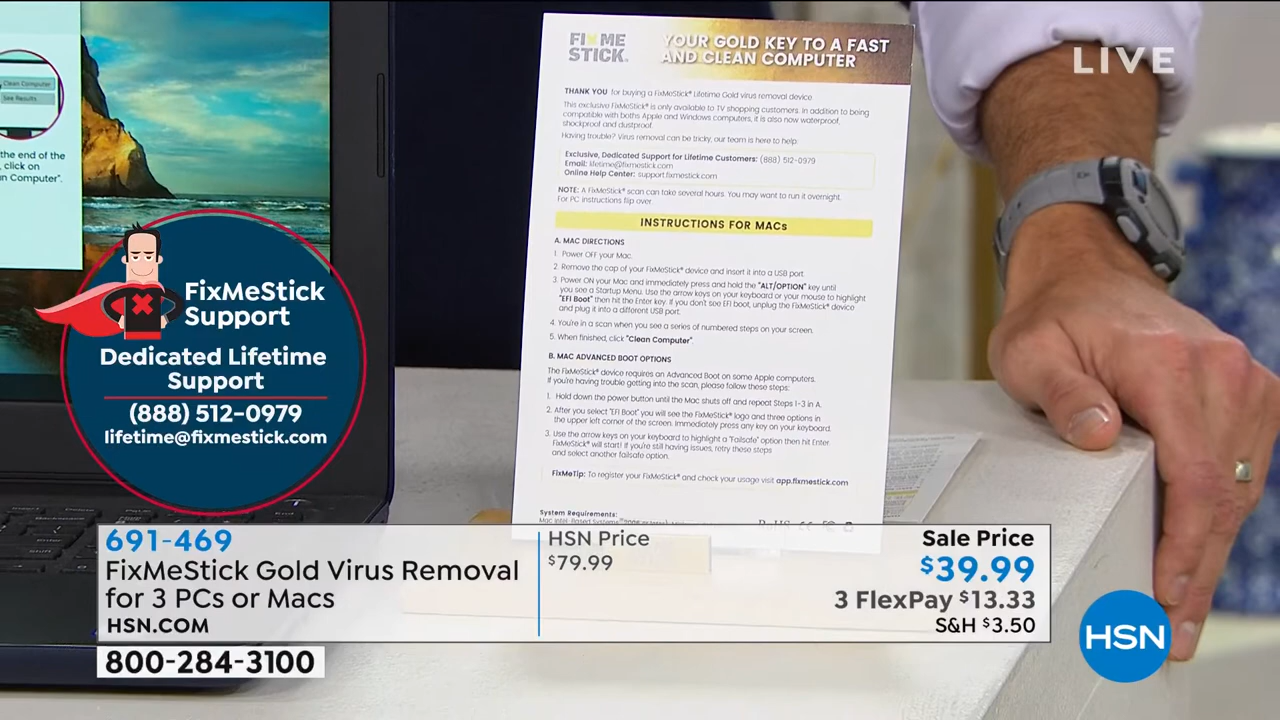 LIVE
Clean Computer
See Results
the end of the
, click on
n Computer".
FixMeStick
Support
Dedicated Lifetime
Support
(888) 512-0979
lifetime@fixmestick.com
FIXME
STICK.
YOUR GOLD KEY TO A FAST
AND CLEAN COMPUTER
THANK YOU for buying a FixMeStick® Lifetime Gold virus removal device
This exclusive FixMeStick® is only available to TV shopping customers. In addition to being
compatible with boths Apple and Windows computers, it is also now waterproof,
shockproof and dustproof.
Having trouble? Virus removal can be tricky, our team is here to help:
Exclusive, Dedicated Support for Lifetime Customers: (888) 512-0979
Email: lifetime@fixmestick.com
Online Help Center: support.fixmestick.com
NOTE: A FixMeStick® scan can take several hours. You may want to run it overnight.
For PC instructions flip over.
INSTRUCTIONS FOR MACs
A. MAC DIRECTIONS
1. Power OFF your Mac.
2. Remove the cap of your FixMeStick® device and insert it into a USB port.
3. Power ON your Mac and immediately press and hold the "ALT/OPTION" key until
you see a Startup Menu. Use the arrow keys on your keyboard or your mouse to highlight
"EFI Boot" then hit the Enter key. If you don't see EFI boot, unplug the FixMeStick® device
and plug it into a different USB port.
4. You're in a scan when you see a series of numbered steps on your screen.
5. When finished, click "Clean Computer".
B. MAC ADVANCED BOOT OPTIONS
The FixMeStick® device requires an Advanced Boot on some Apple computers.
If you're having trouble getting into the scan, please follow these steps:
1. Hold down the power button until the Mac shuts off and repeat Steps 1-3 in A.
2. After you select "EFI Boot" you will see the FixMeStick® logo and three options in
the upper left corner of the screen. Immediately press any key on your keyboard.
3. Use the arrow keys on your keyboard to highlight a "Failsafe" option then hit Enter.
FixMeStick® will start! If you're still having issues, retry these steps
and select another failsafe option.
FixMeTip: To register your FixMeStick® and check your usage visit app.fixmestick.com
System Requirements:
691-469
FixMeStick Gold Virus Removal
for 3 PCs or Macs
HSN.COM
HSN Price
$79.99
Sale Price
$39.99
3 FlexPay $13.33
S&H $3.50
800-284-3100
HSN